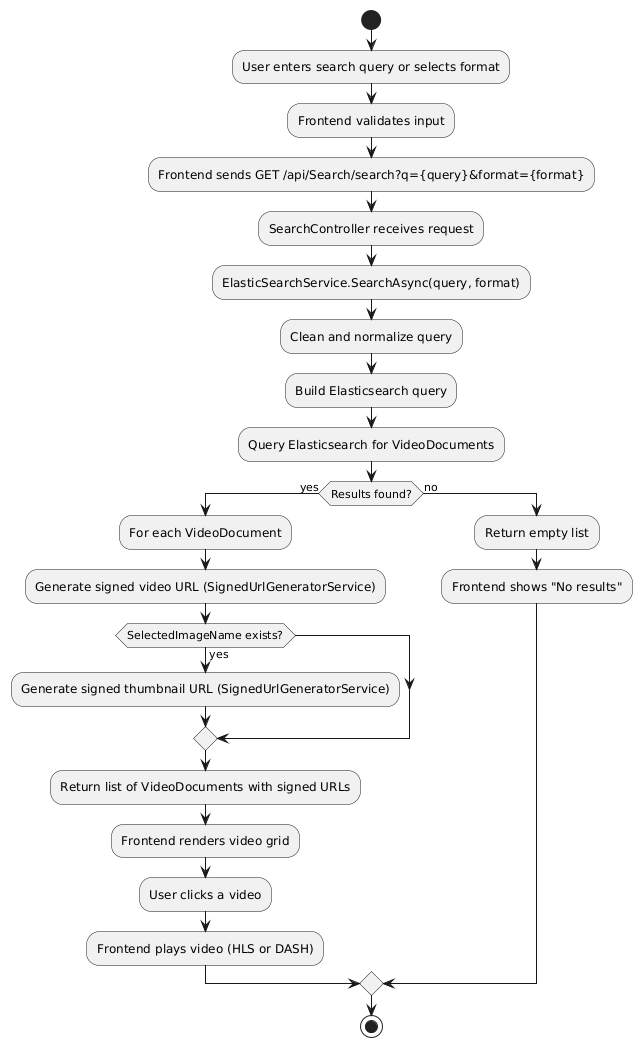 User enters search query or selects format
Frontend validates input
Frontend sends GET /api/Search/search?q={query}&format={format}
SearchController receives request
ElasticSearchService.SearchAsync(query, format)
Clean and normalize query
Build Elasticsearch query
Query Elasticsearch for VideoDocuments
yes
Results found?
no
For each VideoDocument
Return empty list
Generate signed video URL (SignedUrlGeneratorService)
Frontend shows "No results"
SelectedImageName exists?
yes
Generate signed thumbnail URL (SignedUrlGeneratorService)
Return list of VideoDocuments with signed URLs
Frontend renders video grid
User clicks a video
Frontend plays video (HLS or DASH)